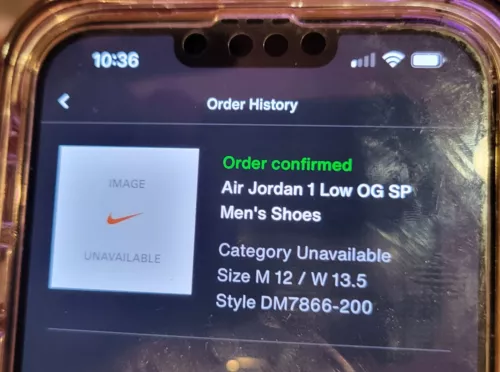 10:36
Order History
IMAGE
UNAVAILABLE
Order confirmed
Air Jordan 1 Low OG SP
Men's Shoes
Category Unavailable
Size M 12 / W 13.5
Style DM7866-200